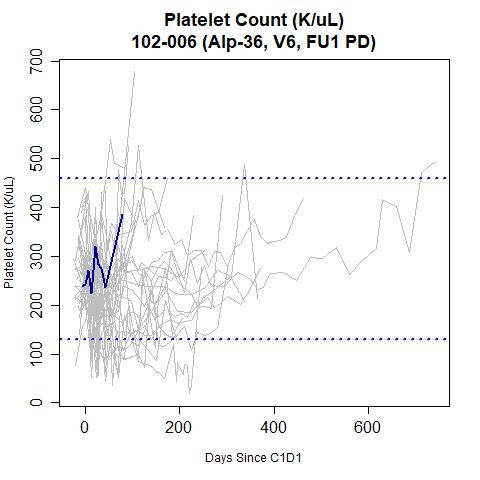 Platelet Count (K/uL)
102-006 (Alp-36, V6, FU1 PD)
Platelet Count (K/uL)
700
600
500
400
300
200
100
0
0 200 400 600
Days Since C1D1